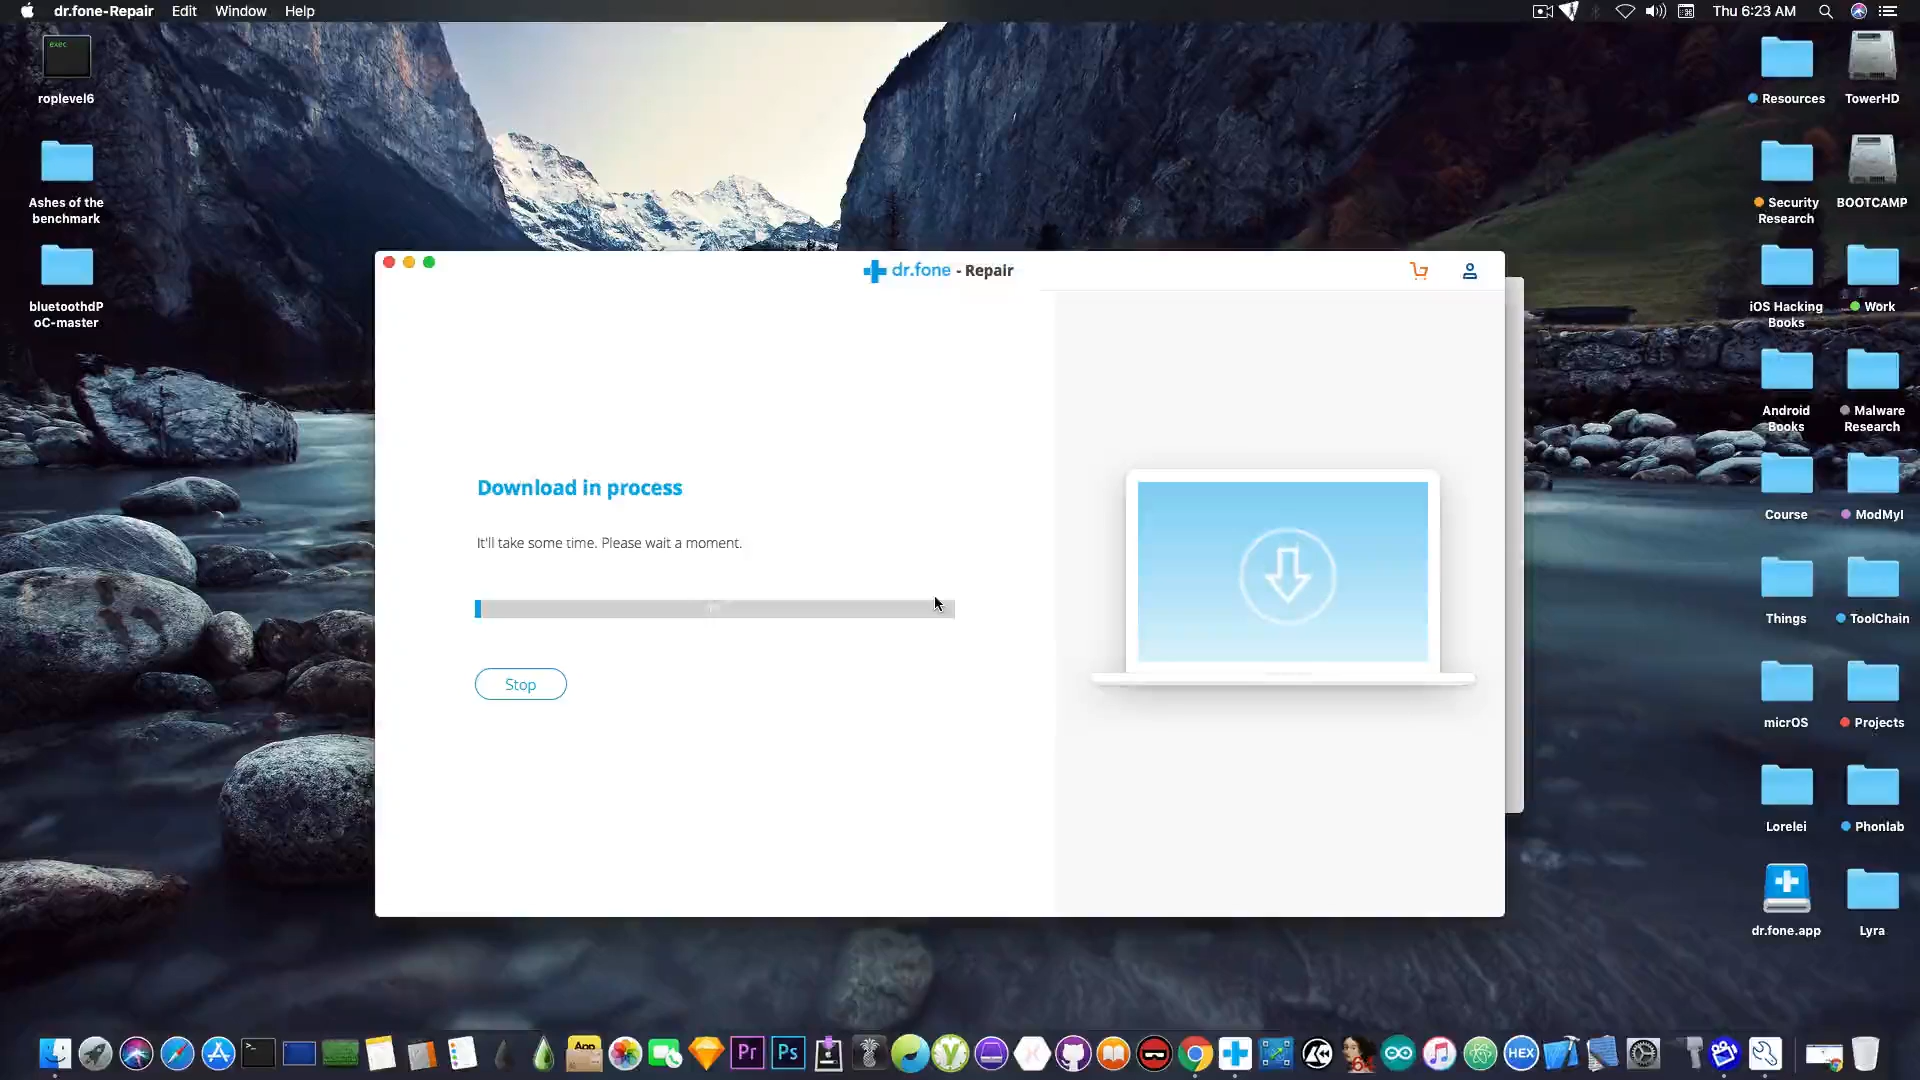 dr.fone-Repair Edit Window Help
Thu 6:23 AM
exec
roplevel6
Ashes of the
benchmark
bluetoothdP
oC-master
Resources
TowerHD
Security
Research
BOOTCAMP
iOS Hacking
Books
Work
Android
Books
Malware
Research
Course
ModMyI
Things
ToolChain
micrOS
Projects
Lorelei
Phonlab
dr.fone.app
Lyra
dr.fone - Repair
Download in process
It'll take some time. Please wait a moment.
Stop
App
Pr
Ps
HEX